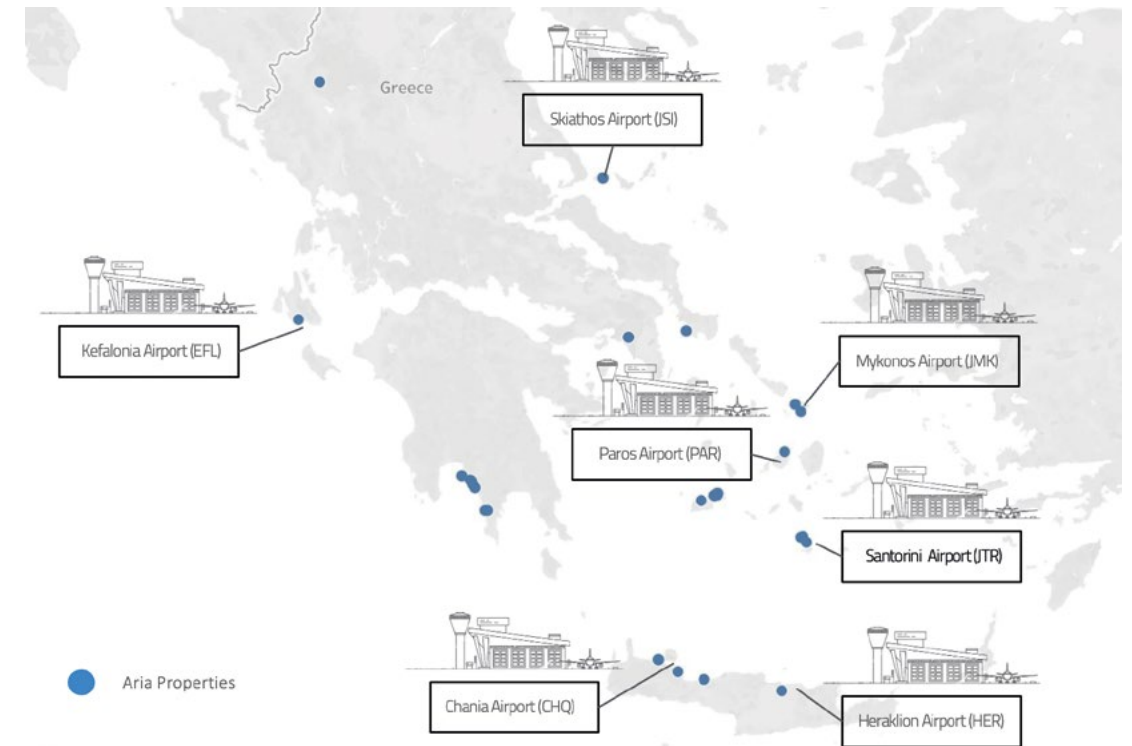 Greece
Skiathos Airport (JSI)
Kefalonia Airport (EFL)
Mykonos Airport (JMK)
Paros Airport (PAR)
Santorini Airport (JTR)
Chania Airport (CHQ)
Heraklion Airport (HER)
Aria Properties